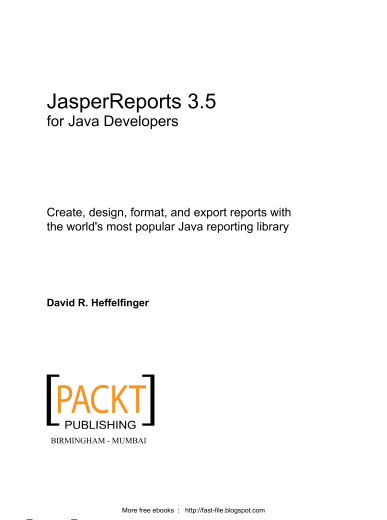 JasperReports 3.5
for Java Developers
Create, design, format, and export reports with
the world's most popular Java reporting library
David R. Heffelfinger
[PACKT]
PUBLISHING
BIRMINGHAM - MUMBAI
More free ebooks : http://fast-file.blogspot.com